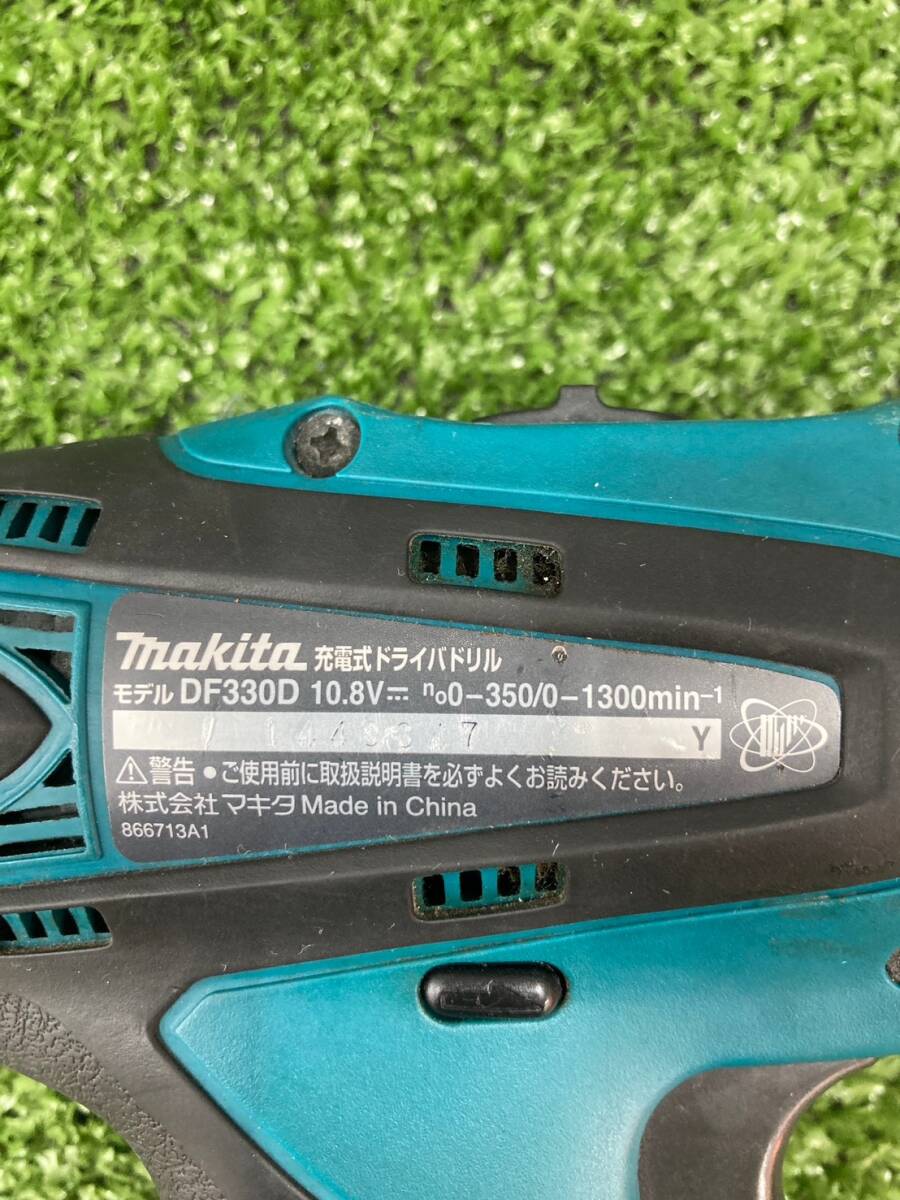 makita 充電式ドライバドリル
モデル DF330D 10.8V⎓ n₀0-350/0-1300min⁻¹
Y
⚠警告 ●ご使用前に取扱説明書を必ずよくお読みください。
株式会社 マキタ Made in China
866713A1